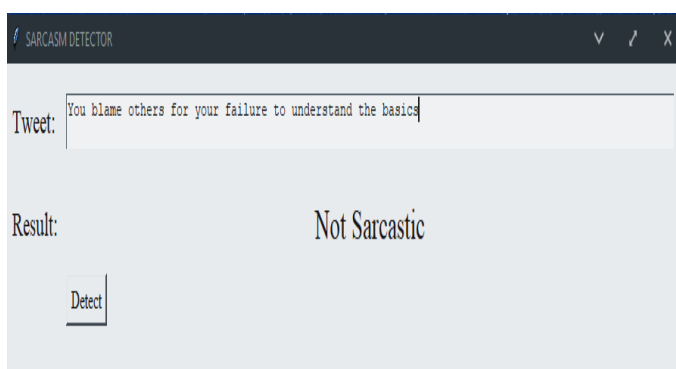 SARCASM DETECTOR
Tweet: You blame others for your failure to understand the basics
Result: Not Sarcastic
Detect